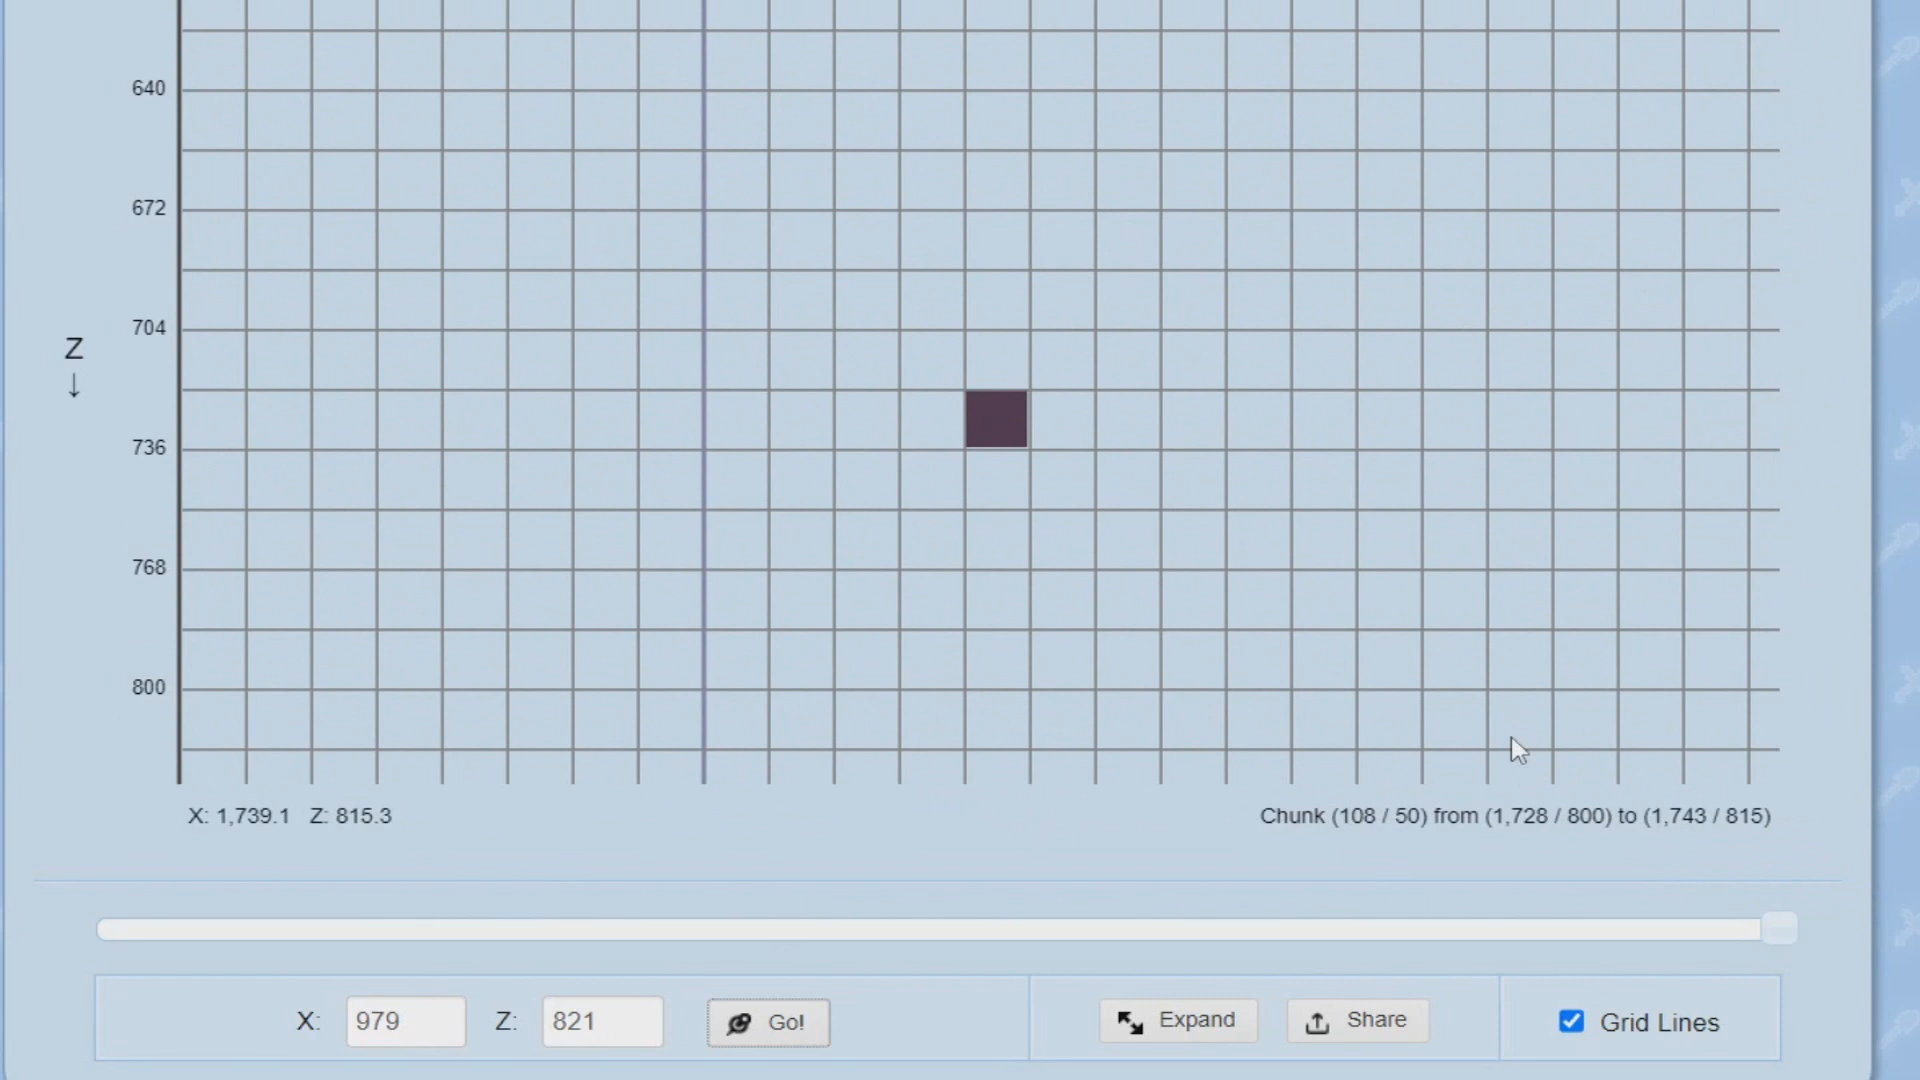 640
672
704
Z
↓
736
768
800
X: 1,739.1 Z: 815.3
Chunk (108 / 50) from (1,728 / 800) to (1,743 / 815)
X: 979 Z: 821 Go! Expand Share Grid Lines